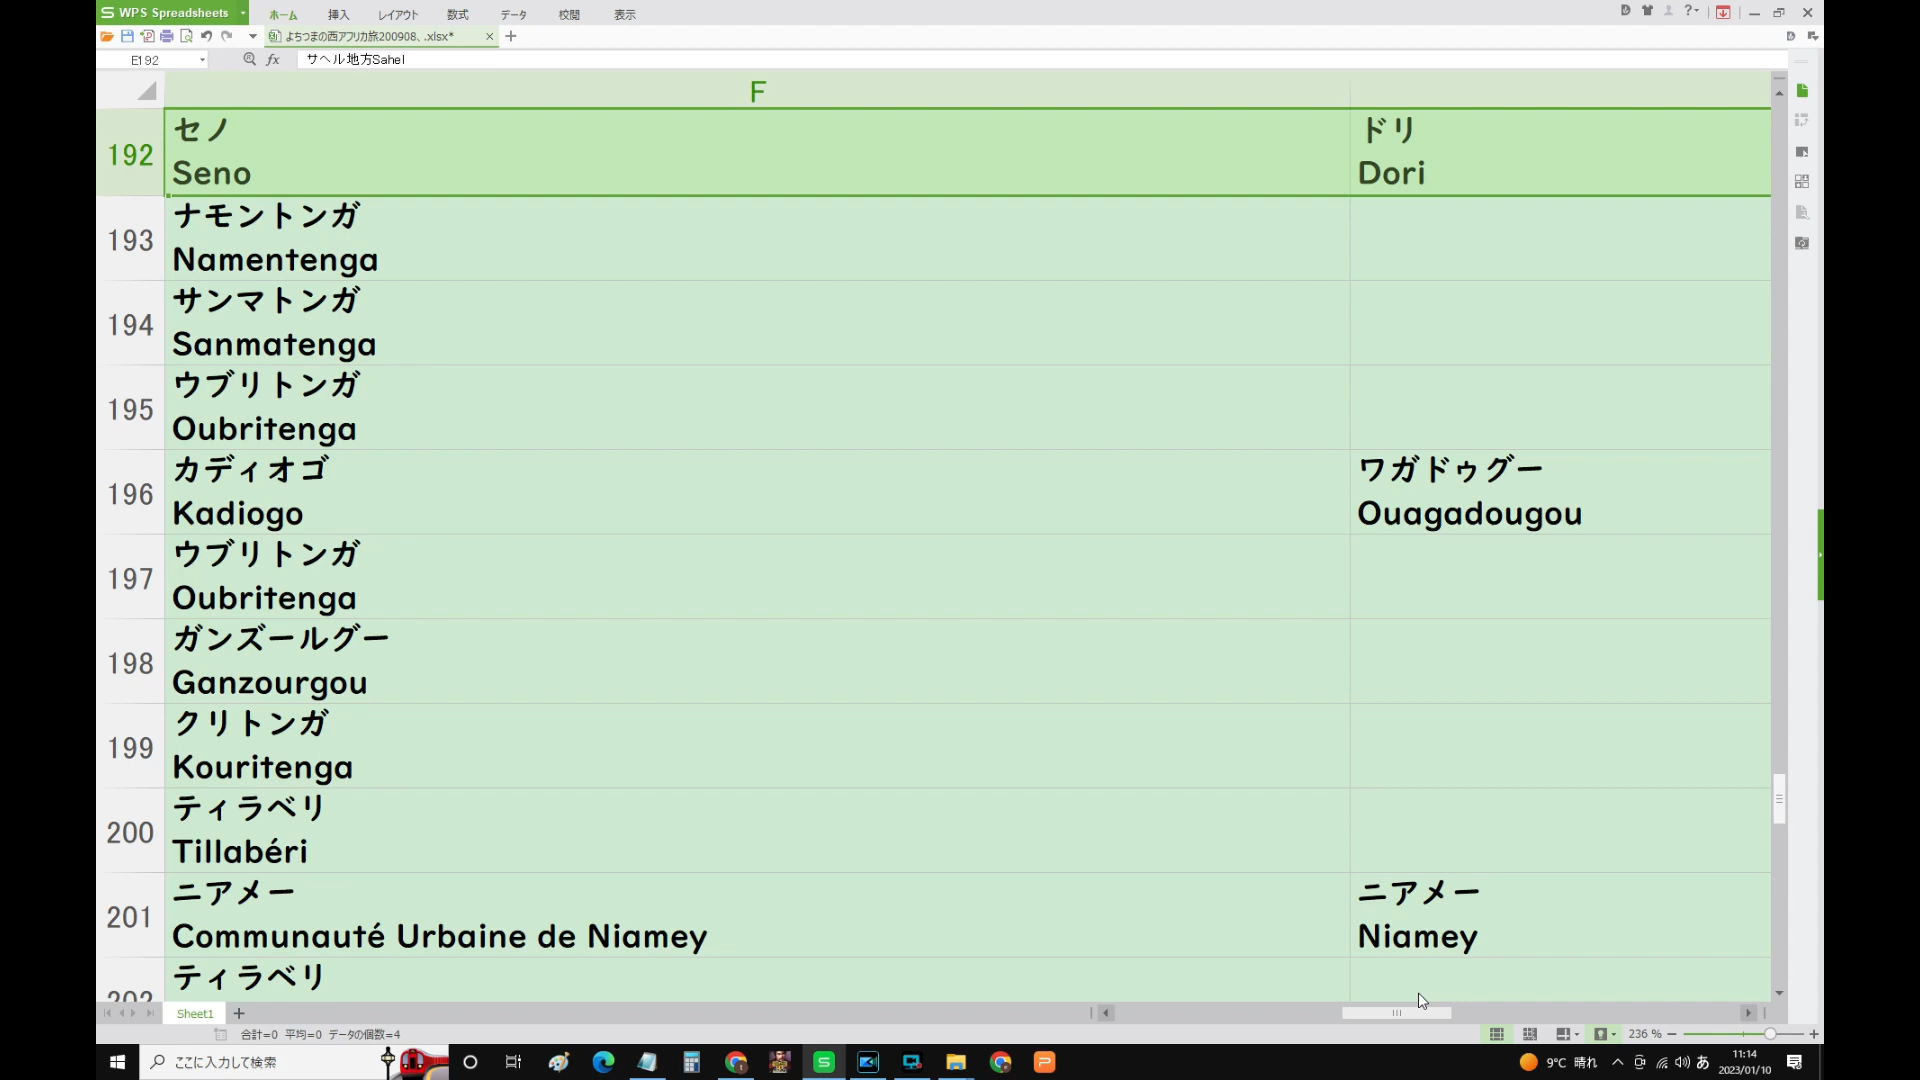 WPS Spreadsheets
ホーム 挿入 レイアウト 数式 データ 校閲 表示
よちつまの西アフリカ旅200908、.xlsx*
E192
サヘル地方Sahel
F
192
セノ
Seno
ドリ
Dori
193
ナモントンガ
Namentenga
194
サンマトンガ
Sanmatenga
195
ウブリトンガ
Oubritenga
196
カディオゴ
Kadiogo
ワガドゥグー
Ouagadougou
197
ウブリトンガ
Oubritenga
198
ガンズールグー
Ganzourgou
199
クリトンガ
Kouritenga
200
ティラベリ
Tillabéri
201
ニアメー
Communauté Urbaine de Niamey
ニアメー
Niamey
202
ティラベリ
Sheet1
合計=0 平均=0 データの個数=4
236 %
ここに入力して検索
9°C 晴れ
あ
11:14
2023/01/10